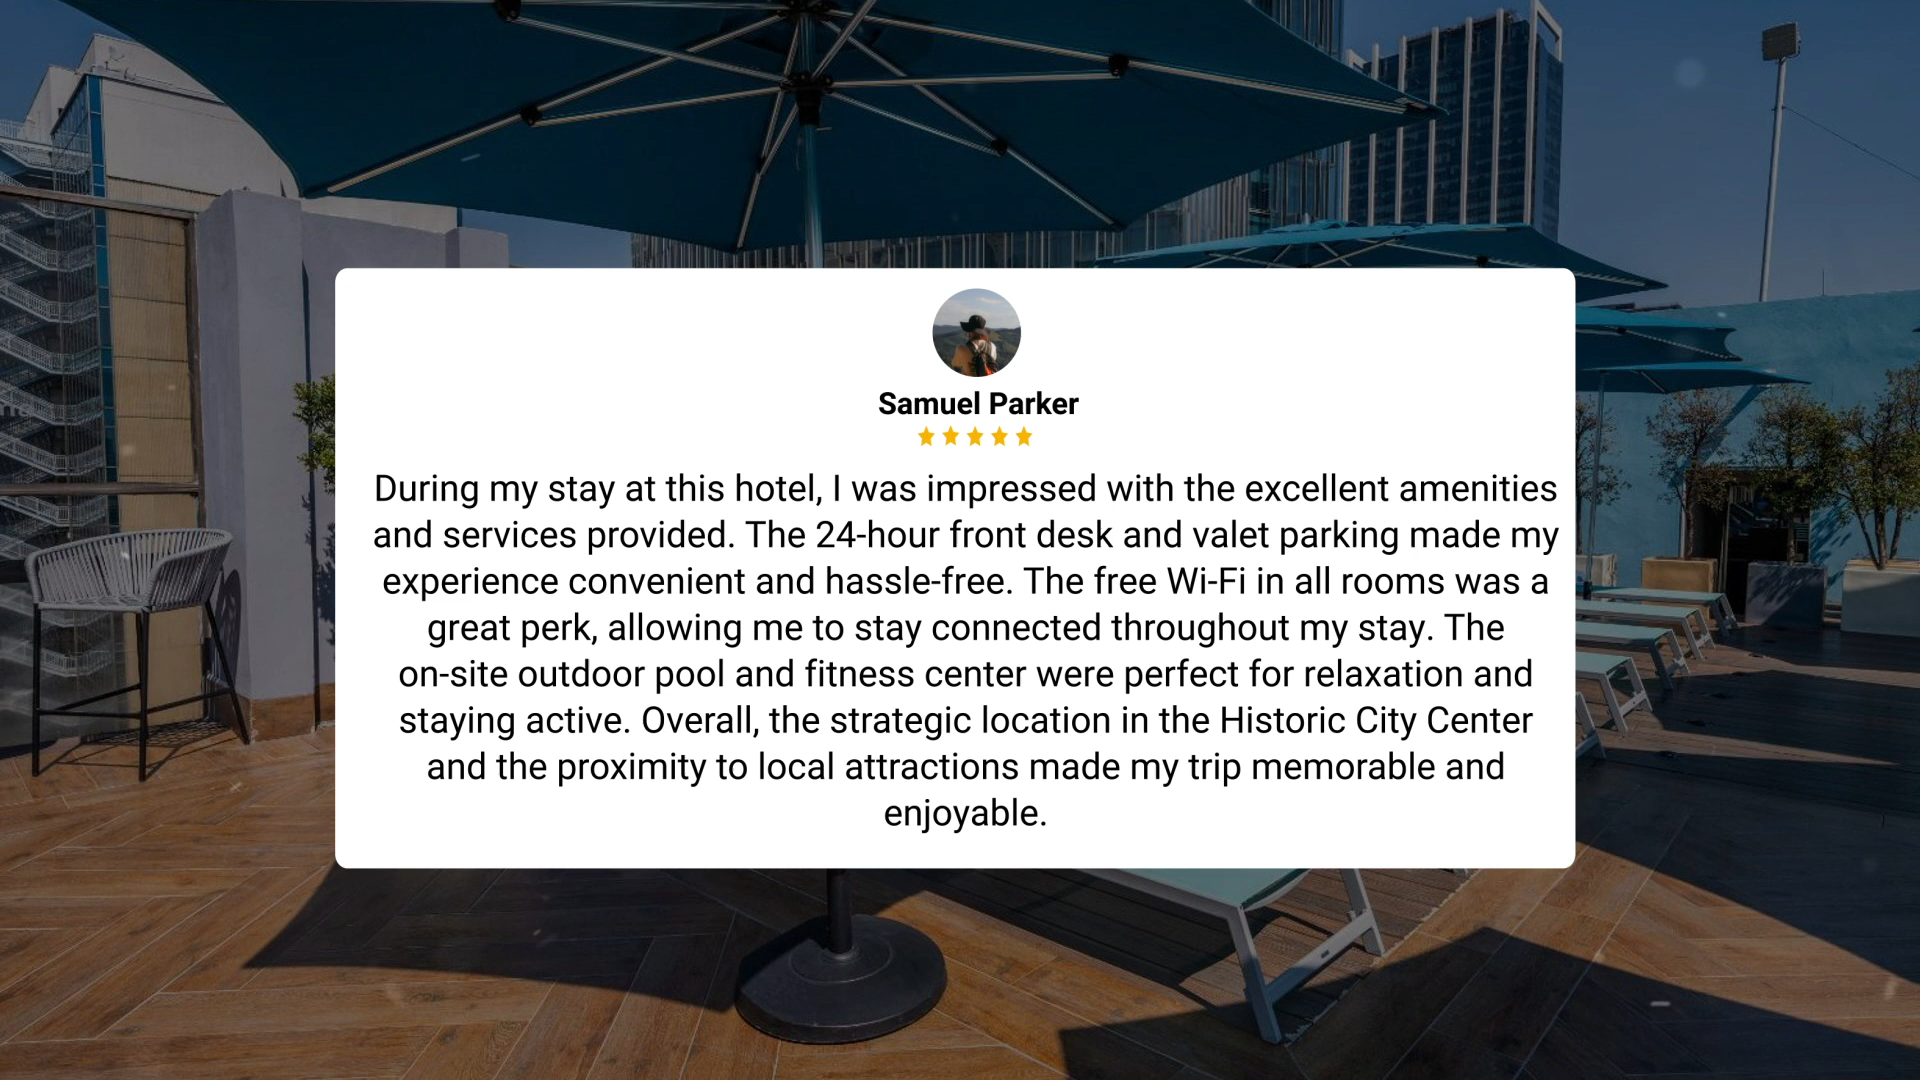 Samuel Parker
During my stay at this hotel, I was impressed with the excellent amenities
and services provided. The 24-hour front desk and valet parking made my
experience convenient and hassle-free. The free Wi-Fi in all rooms was a
great perk, allowing me to stay connected throughout my stay. The
on-site outdoor pool and fitness center were perfect for relaxation and
staying active. Overall, the strategic location in the Historic City Center
and the proximity to local attractions made my trip memorable and
enjoyable.